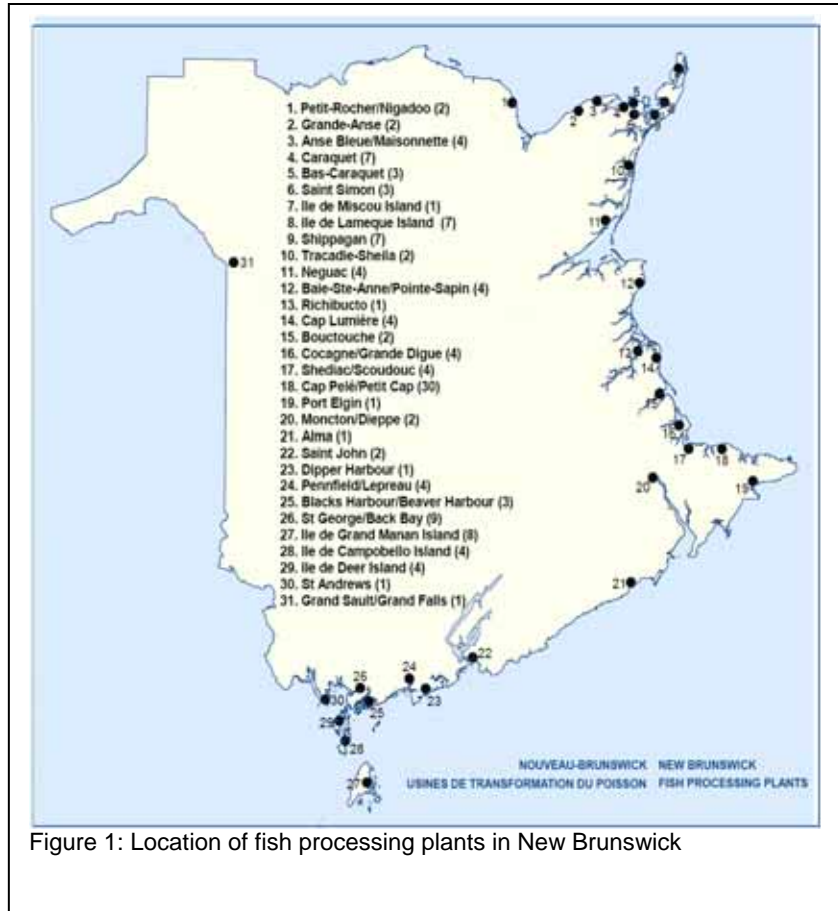 1. Petit-Rocher/Nigadoo (2)
2. Grande-Anse (2)
3. Anse Bleue/Maisonnette (4)
4. Caraquet (7)
5. Bas-Caraquet (3)
6. Saint Simon (3)
7. Ile de Miscou Island (1)
8. Ile de Lameque Island (7)
9. Shippagan (7)
10. Tracadie-Sheila (2)
11. Neguac (4)
12. Baie-Ste-Anne/Pointe-Sapin (4)
13. Richibucto (1)
14. Cap Lumière (4)
15. Bouctouche (2)
16. Cocagne/Grande Digue (4)
17. Shediac/Scoudouc (4)
18. Cap Pelé/Petit Cap (30)
19. Port Elgin (1)
20. Moncton/Dieppe (2)
21. Alma (1)
22. Saint John (2)
23. Dipper Harbour (1)
24. Pennfield/Lepreau (4)
25. Blacks Harbour/Beaver Harbour (3)
26. St George/Back Bay (9)
27. Ile de Grand Manan Island (8)
28. Ile de Campobello Island (4)
29. Ile de Deer Island (4)
30. St Andrews (1)
31. Grand Sault/Grand Falls (1)
1
2
3
10
11
31
12
13
14
15
16
17
18
19
20
21
22
24
23
26
30
25
29
28
27
NOUVEAU-BRUNSWICK NEW BRUNSWICK
USINES DE TRANSFORMATION DU POISSON FISH PROCESSING PLANTS
Figure 1: Location of fish processing plants in New Brunswick